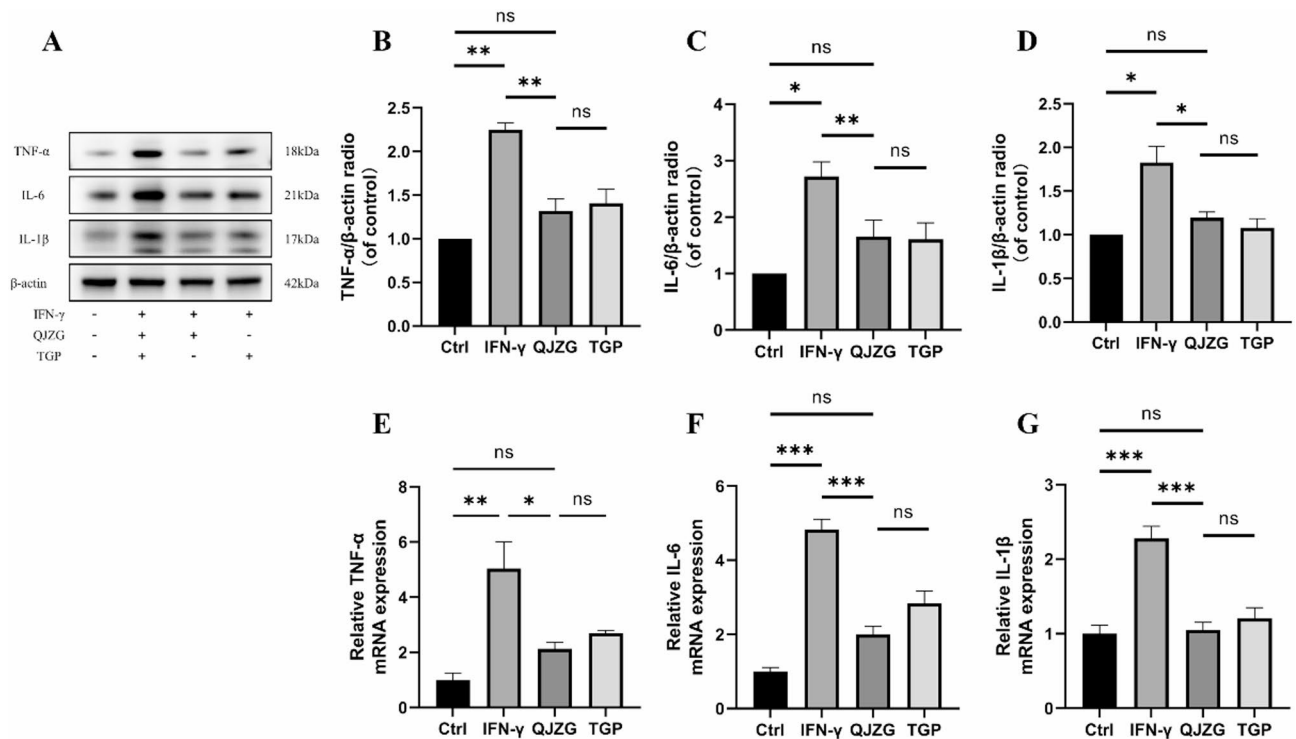 A
TNF-α 18kDa
IL-6 21kDa
IL-1β 17kDa
β-actin 42kDa
IFN-γ - + + +
QJZG - + + -
TGP - + - +
B
ns
**
**
ns
TNF-α/β-actin radio
(of control)
2.5
2.0
1.5
1.0
0.5
0.0
Ctrl IFN-γ QJZG TGP
C
ns
*
**
ns
IL-6/β-actin radio
(of control)
4
3
2
1
0
Ctrl IFN-γ QJZG TGP
D
ns
*
*
ns
IL-1β/β-actin radio
(of control)
2.5
2.0
1.5
1.0
0.5
0.0
Ctrl IFN-γ QJZG TGP
E
ns
** * ns
Relative TNF-α
mRNA expression
8
6
4
2
0
Ctrl IFN-γ QJZG TGP
F
ns
***
***
ns
Relative IL-6
mRNA expression
6
4
2
0
Ctrl IFN-γ QJZG TGP
G
ns
***
***
ns
Relative IL-1β
mRNA expression
3
2
1
0
Ctrl IFN-γ QJZG TGP